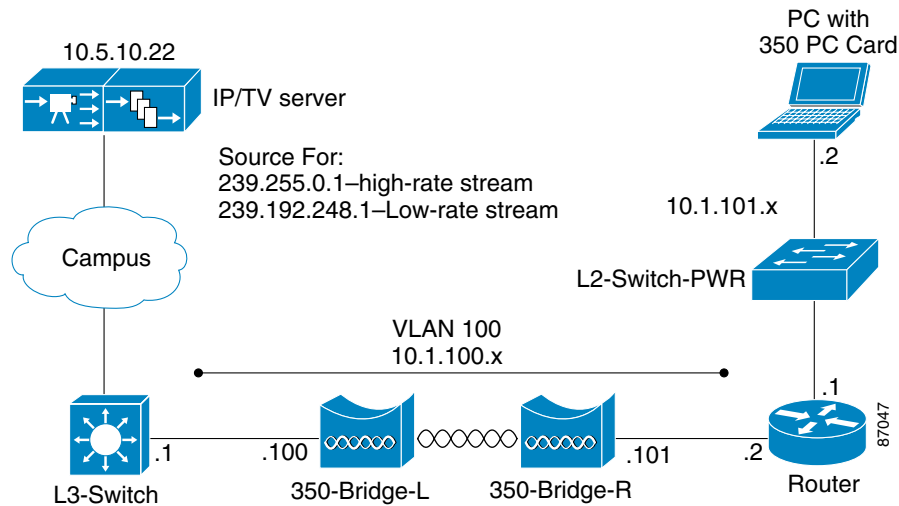 10.5.10.22
IP/TV server
Source For:
239.255.0.1–high-rate stream
239.192.248.1–Low-rate stream
PC with
350 PC Card
.2
10.1.101.x
L2-Switch-PWR
Campus
VLAN 100
10.1.100.x
.1
.1
.100
.101
.2
87047
L3-Switch
350-Bridge-L
350-Bridge-R
Router